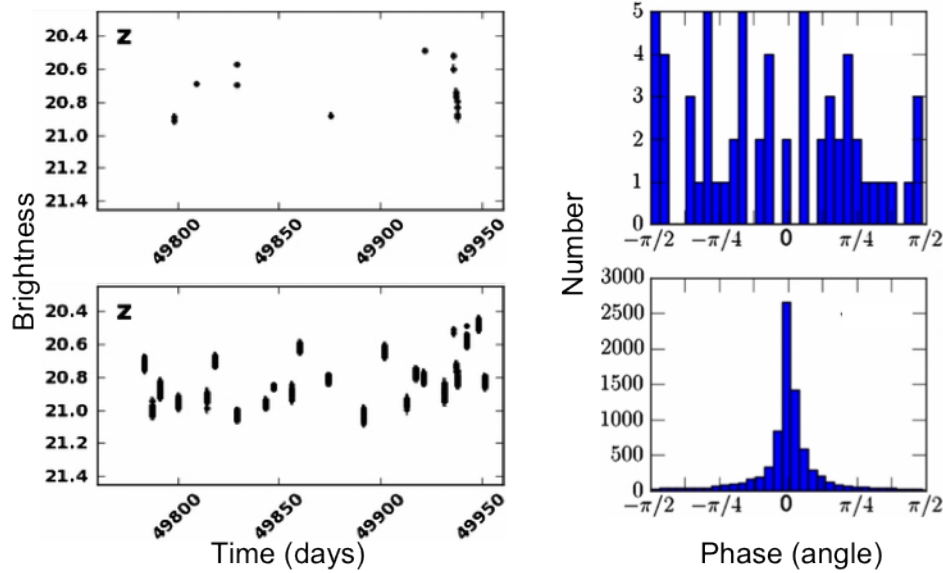 Brightness
20.4
20.6
20.8
21.0
21.2
21.4
z
49800
49850
49900
49950
Number
5
4
3
2
1
0
−π/2
−π/4
0
π/4
π/2
20.4
20.6
20.8
21.0
21.2
21.4
z
49800
49850
49900
49950
Time (days)
3000
2500
2000
1500
1000
500
0
−π/2
−π/4
0
π/4
π/2
Phase (angle)